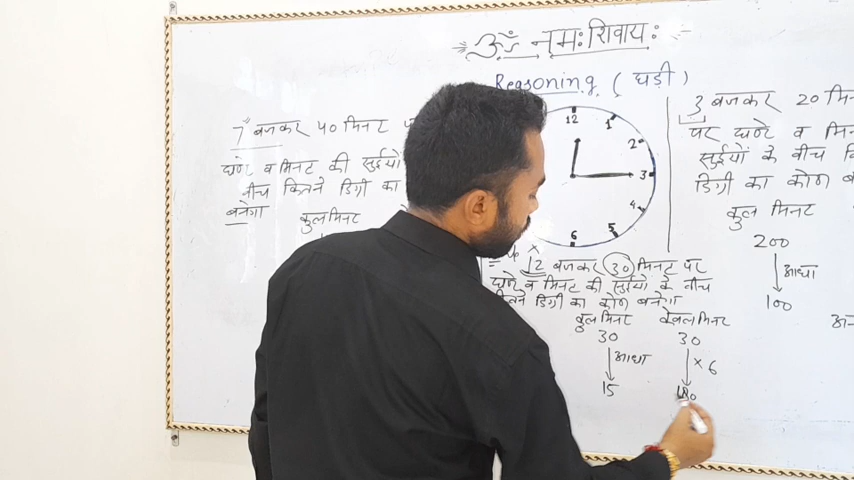 ॐ नमः शिवायः
Reasoning ( घड़ी )
7 बजकर 40 मिनट
घण्टे व मिनट की सुईयों
बीच कितने डिग्री का
बनेगा
कुल मिनट
12
1
2
3
4
5
6
12 बजकर 30 मिनट पर
घण्टे व मिनट की सुईयों के बीच
कितने डिग्री का कोण बनेगा
कुल मिनट केवल मिनट
30 30
आधा × 6
15 180
3 बजकर 20
पर घण्टे व
सुईयों के बीच
डिग्री का कोण
कुल मिनट
200
आधा
100